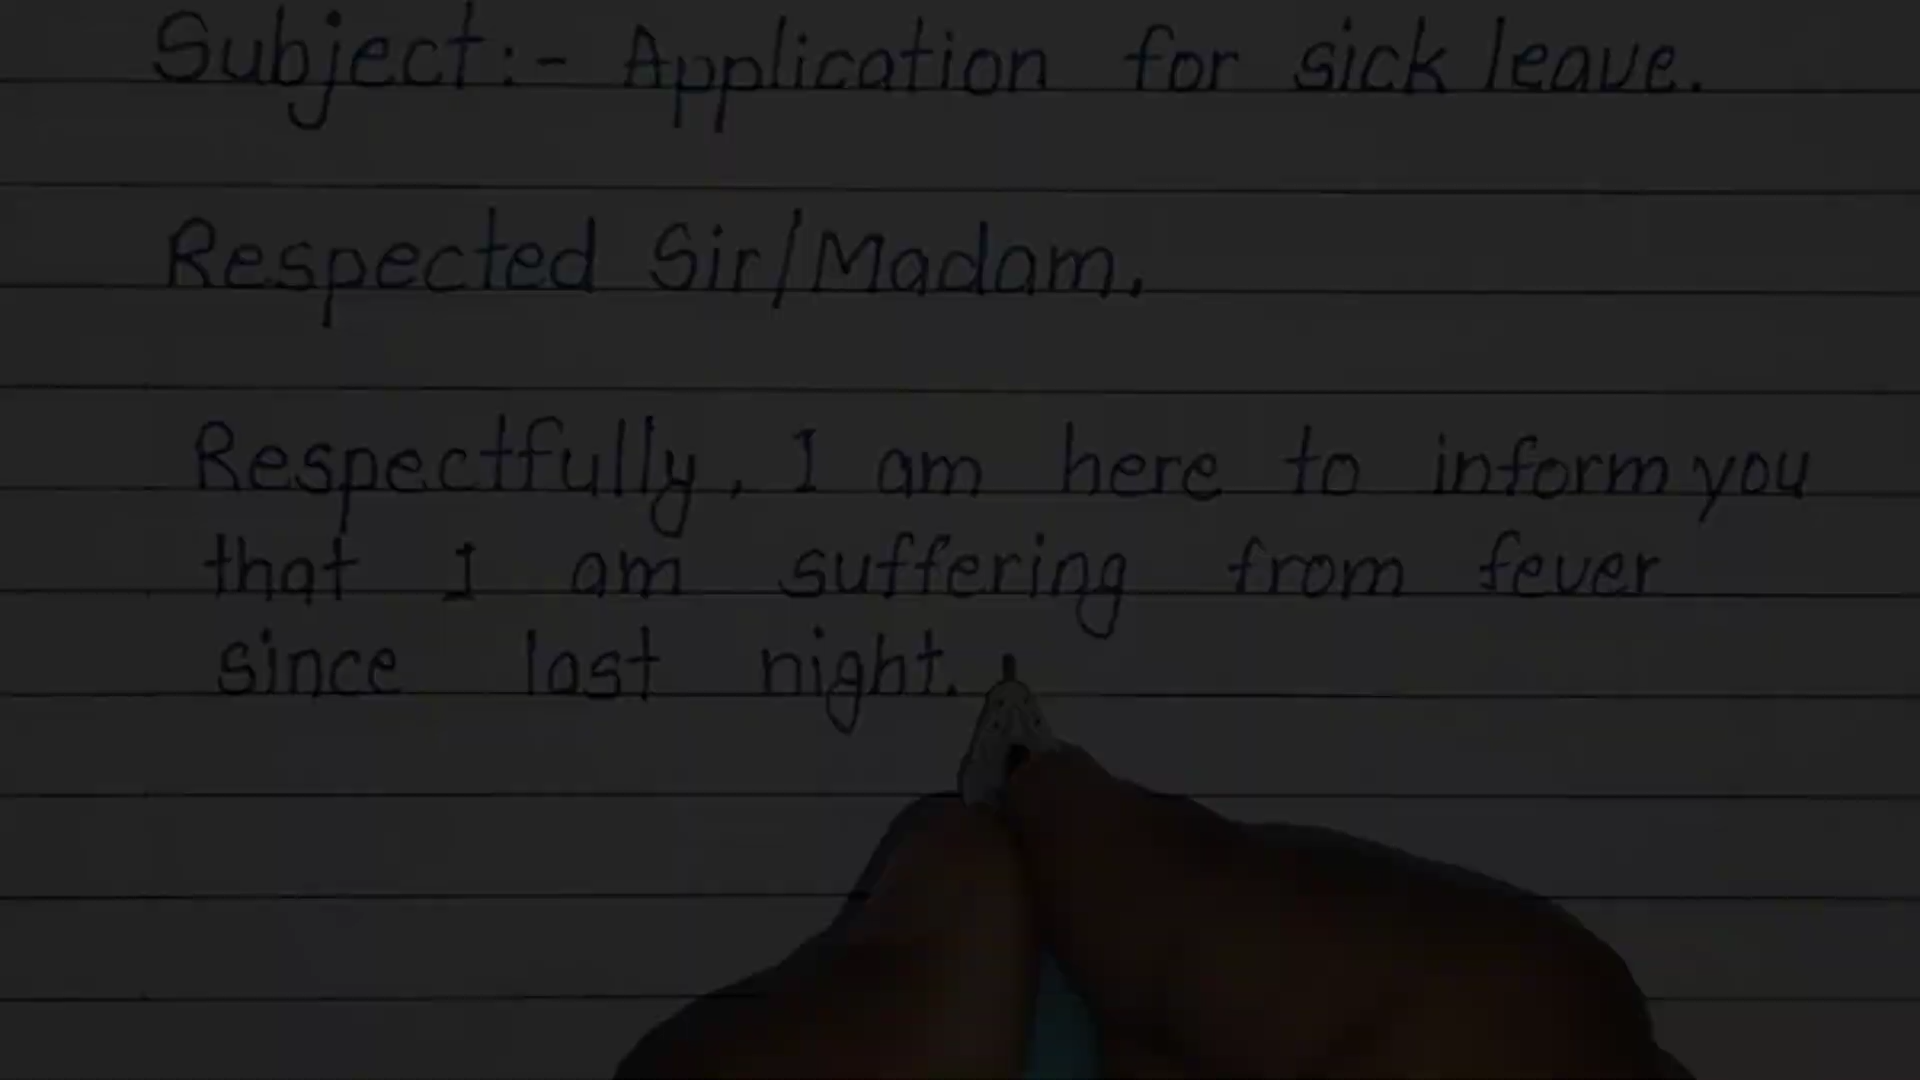 Subject:- Application for sick leave.
Respected Sir/Madam,
Respectfully, I am here to inform you
that I am suffering from fever
since last night.